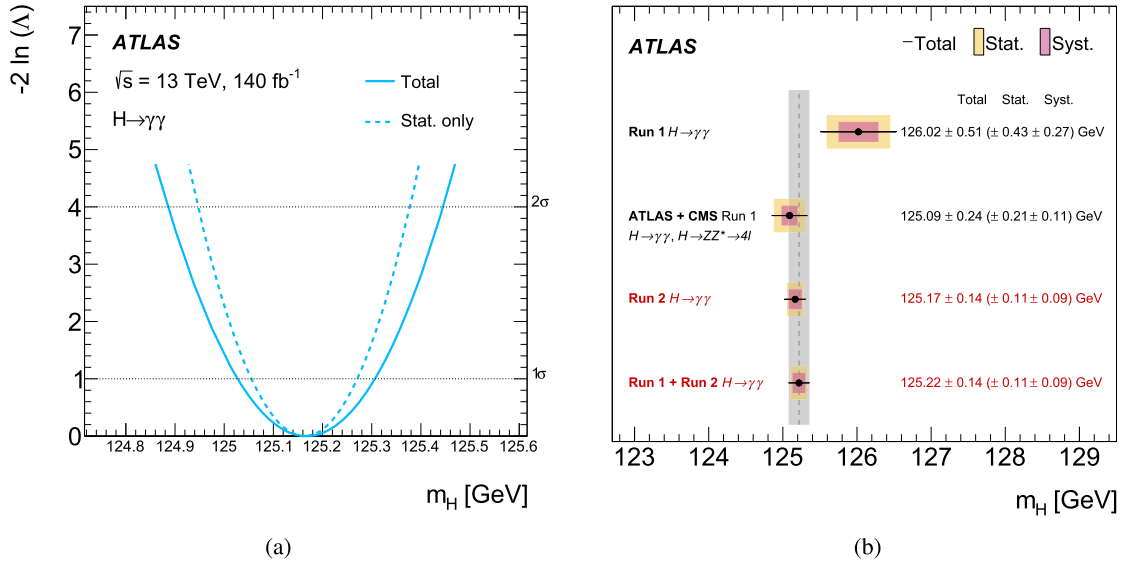 -2 ln (Λ)
7
6
5
4
3
2
1
0
ATLAS
√s = 13 TeV, 140 fb⁻¹
H→γγ
Total
Stat. only
2σ
1σ
124.8 124.9 125 125.1 125.2 125.3 125.4 125.5 125.6
m_H [GeV]
(a)
ATLAS
Total Stat. Syst.
Total Stat. Syst.
Run 1 H→γγ 126.02 ± 0.51 (± 0.43 ± 0.27) GeV
ATLAS + CMS Run 1 125.09 ± 0.24 (± 0.21 ± 0.11) GeV
H→γγ, H→ZZ*→4l
Run 2 H→γγ 125.17 ± 0.14 (± 0.11 ± 0.09) GeV
Run 1 + Run 2 H→γγ 125.22 ± 0.14 (± 0.11 ± 0.09) GeV
123 124 125 126 127 128 129
m_H [GeV]
(b)